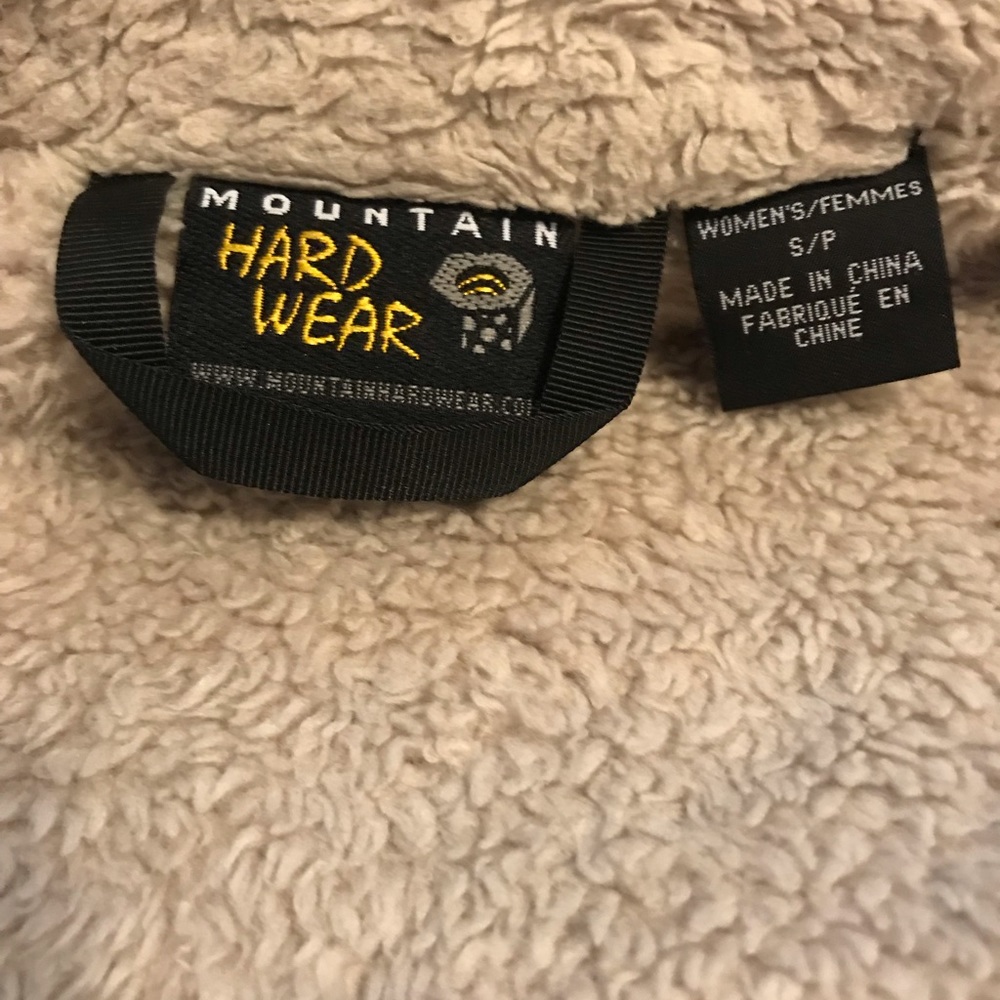 MOUNTAIN
HARD
WEAR
WWW.MOUNTAINHARDWEAR.CO
WOMEN'S/FEMMES
S/P
MADE IN CHINA
FABRIQUÉ EN
CHINE